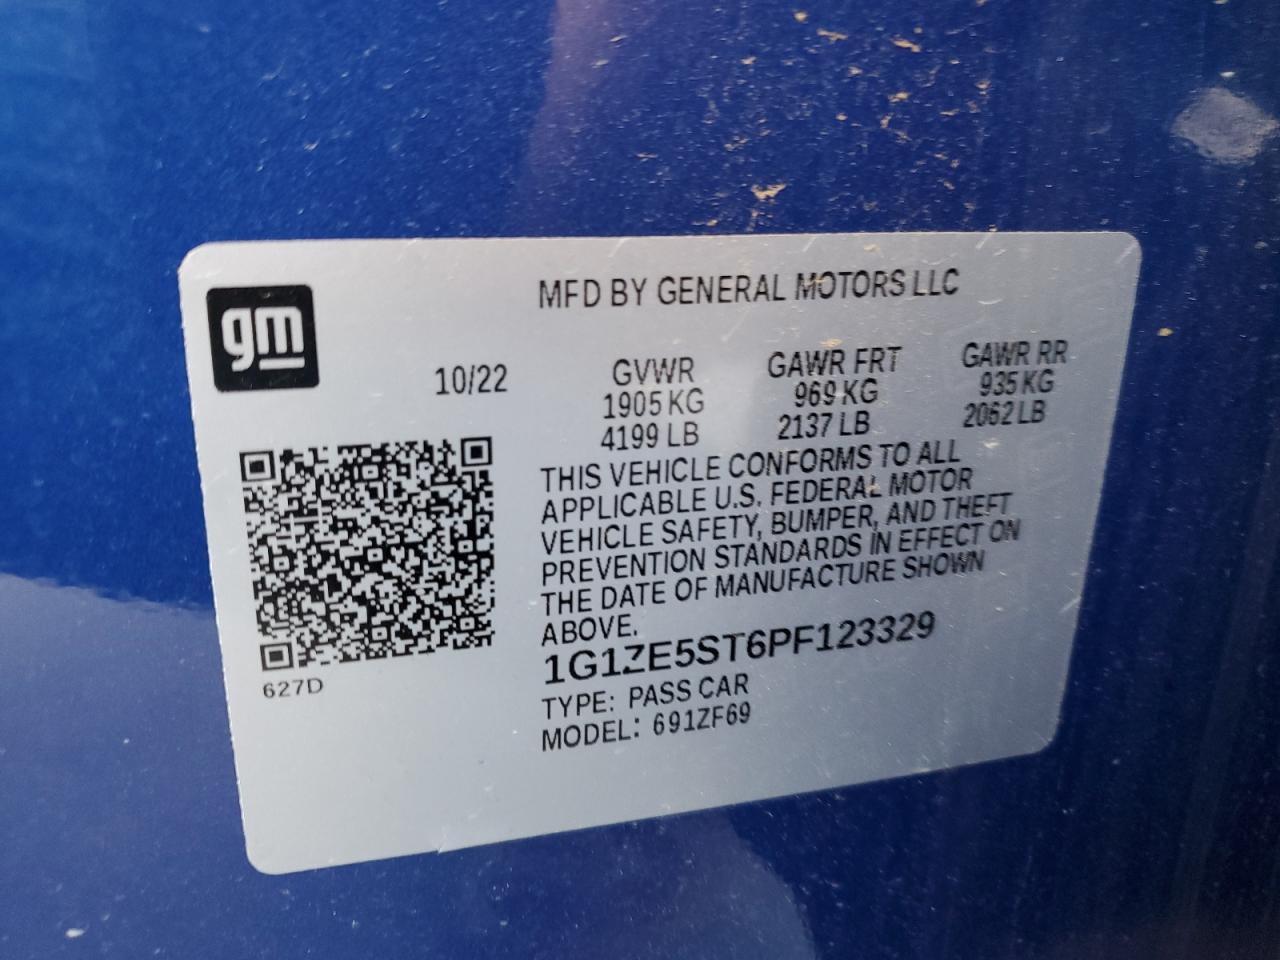 gm
MFD BY GENERAL MOTORS LLC
10/22
GVWR
1905 KG
4199 LB
GAWR FRT
969 KG
2137 LB
GAWR RR
935 KG
2062 LB
THIS VEHICLE CONFORMS TO ALL
APPLICABLE U.S. FEDERAL MOTOR
VEHICLE SAFETY, BUMPER, AND THEFT
PREVENTION STANDARDS IN EFFECT ON
THE DATE OF MANUFACTURE SHOWN
ABOVE.
1G1ZE5ST6PF123329
TYPE: PASS CAR
MODEL: 691ZF69
627D